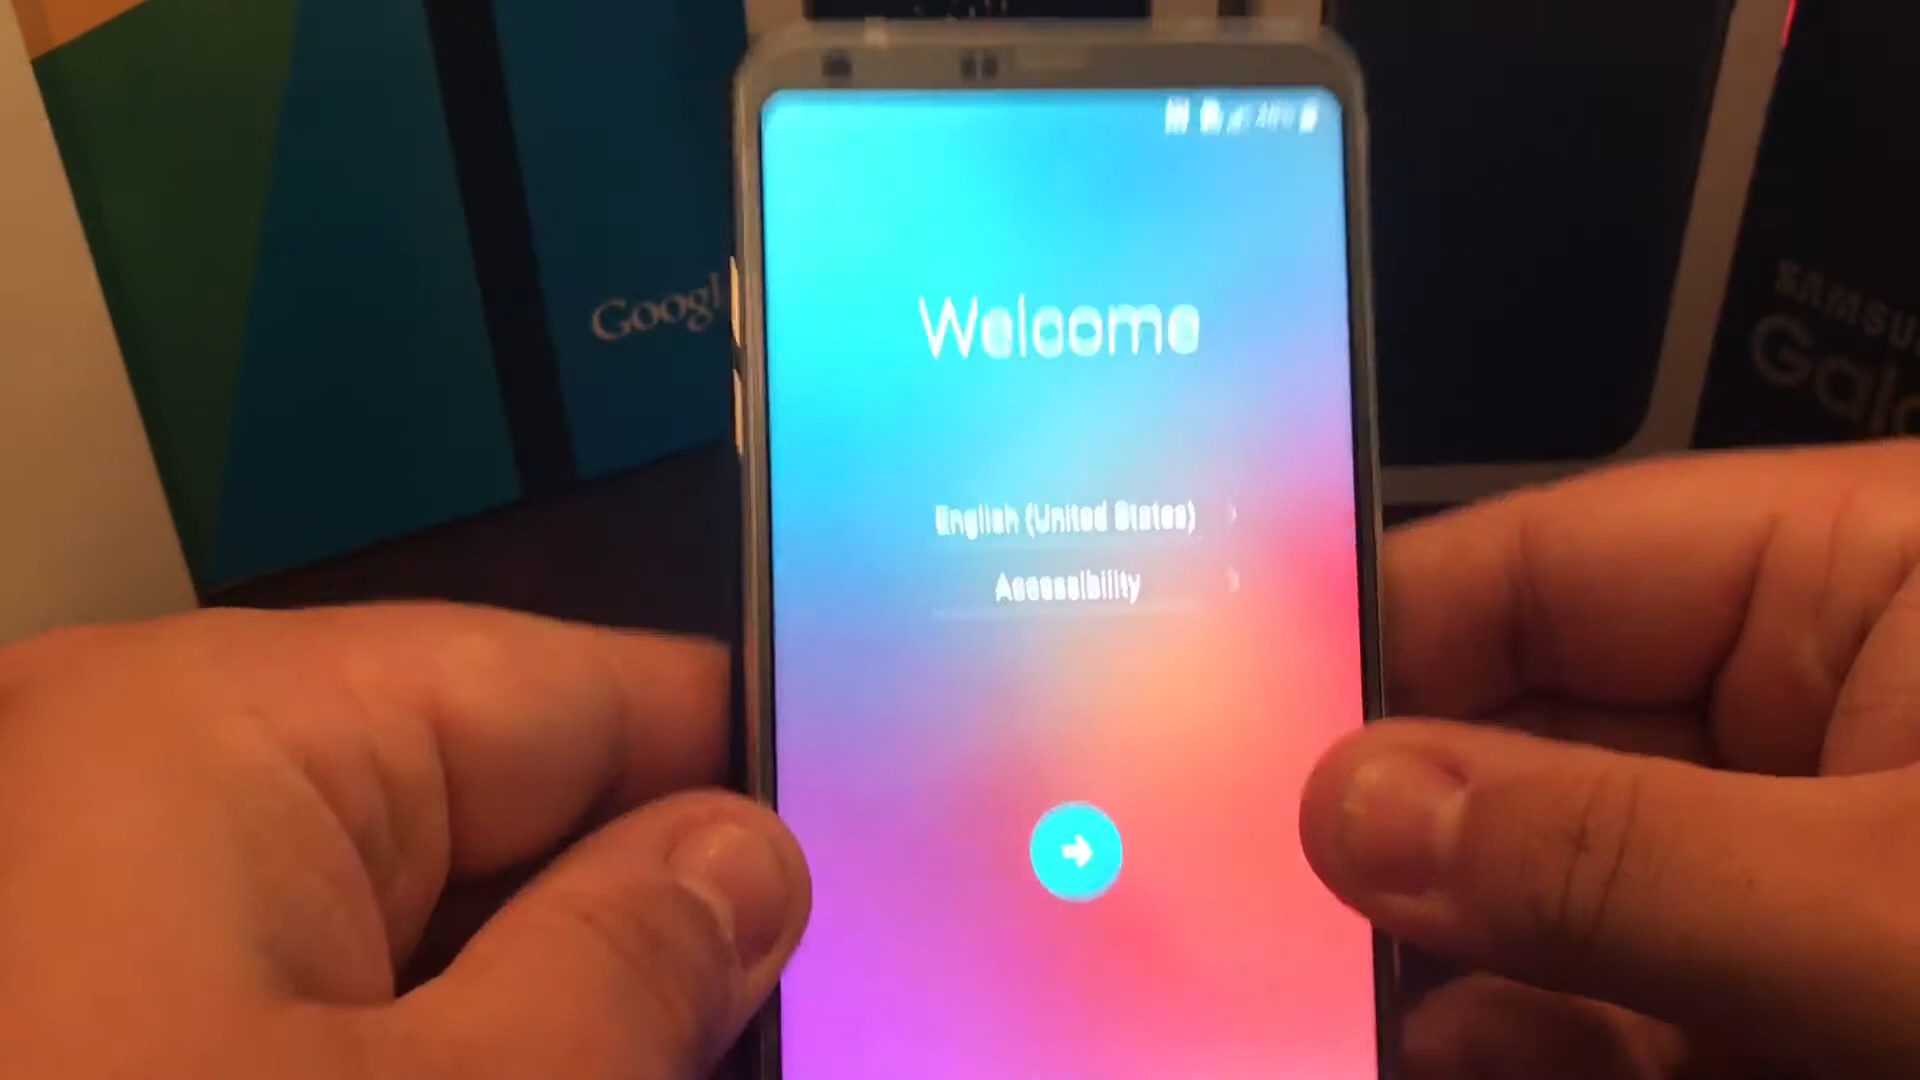 Googl
SAMSU
Gala
Welcome
English (United States)
Accessibility